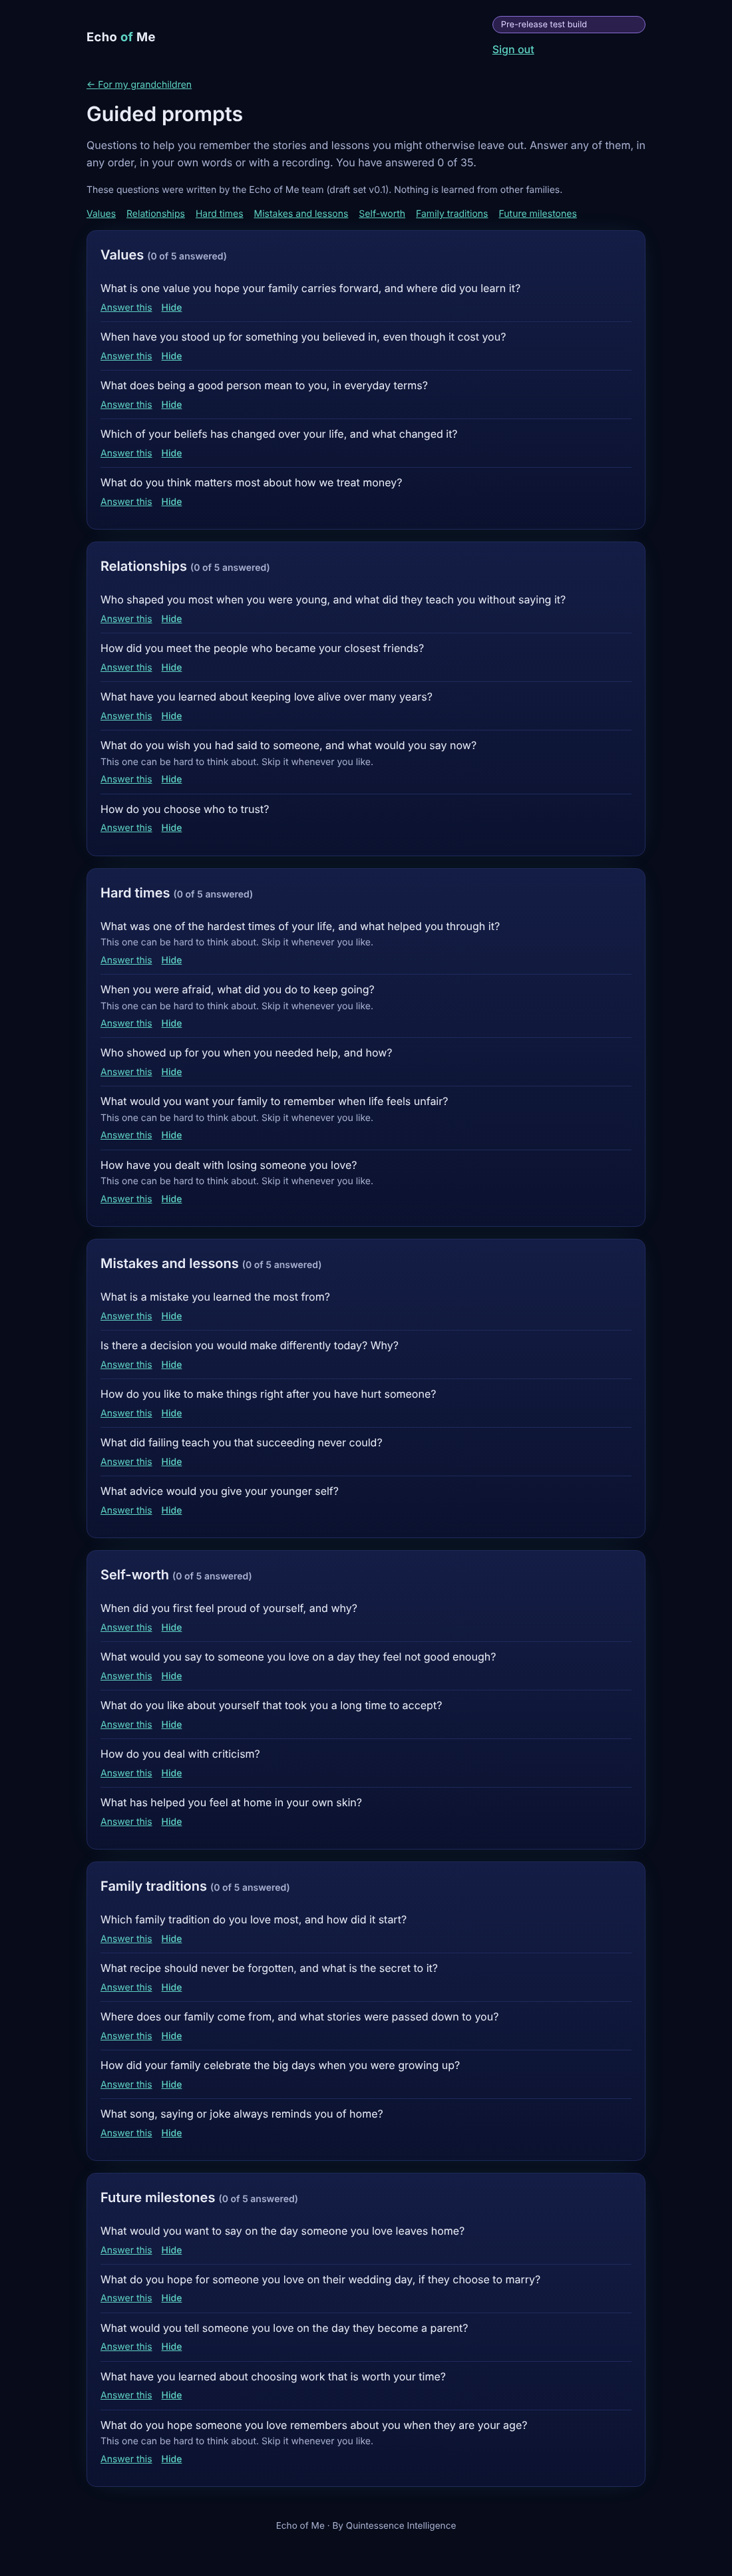 Echo of Me
Pre-release test build
Sign out
← For my grandchildren
Guided prompts
Questions to help you remember the stories and lessons you might otherwise leave out. Answer any of them, in
any order, in your own words or with a recording. You have answered 0 of 35.
These questions were written by the Echo of Me team (draft set v0.1). Nothing is learned from other families.
Values Relationships Hard times Mistakes and lessons Self-worth Family traditions Future milestones
Values (0 of 5 answered)
What is one value you hope your family carries forward, and where did you learn it?
Answer this Hide
When have you stood up for something you believed in, even though it cost you?
Answer this Hide
What does being a good person mean to you, in everyday terms?
Answer this Hide
Which of your beliefs has changed over your life, and what changed it?
Answer this Hide
What do you think matters most about how we treat money?
Answer this Hide
Relationships (0 of 5 answered)
Who shaped you most when you were young, and what did they teach you without saying it?
Answer this Hide
How did you meet the people who became your closest friends?
Answer this Hide
What have you learned about keeping love alive over many years?
Answer this Hide
What do you wish you had said to someone, and what would you say now?
This one can be hard to think about. Skip it whenever you like.
Answer this Hide
How do you choose who to trust?
Answer this Hide
Hard times (0 of 5 answered)
What was one of the hardest times of your life, and what helped you through it?
This one can be hard to think about. Skip it whenever you like.
Answer this Hide
When you were afraid, what did you do to keep going?
This one can be hard to think about. Skip it whenever you like.
Answer this Hide
Who showed up for you when you needed help, and how?
Answer this Hide
What would you want your family to remember when life feels unfair?
This one can be hard to think about. Skip it whenever you like.
Answer this Hide
How have you dealt with losing someone you love?
This one can be hard to think about. Skip it whenever you like.
Answer this Hide
Mistakes and lessons (0 of 5 answered)
What is a mistake you learned the most from?
Answer this Hide
Is there a decision you would make differently today? Why?
Answer this Hide
How do you like to make things right after you have hurt someone?
Answer this Hide
What did failing teach you that succeeding never could?
Answer this Hide
What advice would you give your younger self?
Answer this Hide
Self-worth (0 of 5 answered)
When did you first feel proud of yourself, and why?
Answer this Hide
What would you say to someone you love on a day they feel not good enough?
Answer this Hide
What do you like about yourself that took you a long time to accept?
Answer this Hide
How do you deal with criticism?
Answer this Hide
What has helped you feel at home in your own skin?
Answer this Hide
Family traditions (0 of 5 answered)
Which family tradition do you love most, and how did it start?
Answer this Hide
What recipe should never be forgotten, and what is the secret to it?
Answer this Hide
Where does our family come from, and what stories were passed down to you?
Answer this Hide
How did your family celebrate the big days when you were growing up?
Answer this Hide
What song, saying or joke always reminds you of home?
Answer this Hide
Future milestones (0 of 5 answered)
What would you want to say on the day someone you love leaves home?
Answer this Hide
What do you hope for someone you love on their wedding day, if they choose to marry?
Answer this Hide
What would you tell someone you love on the day they become a parent?
Answer this Hide
What have you learned about choosing work that is worth your time?
Answer this Hide
What do you hope someone you love remembers about you when they are your age?
This one can be hard to think about. Skip it whenever you like.
Answer this Hide
Echo of Me · By Quintessence Intelligence